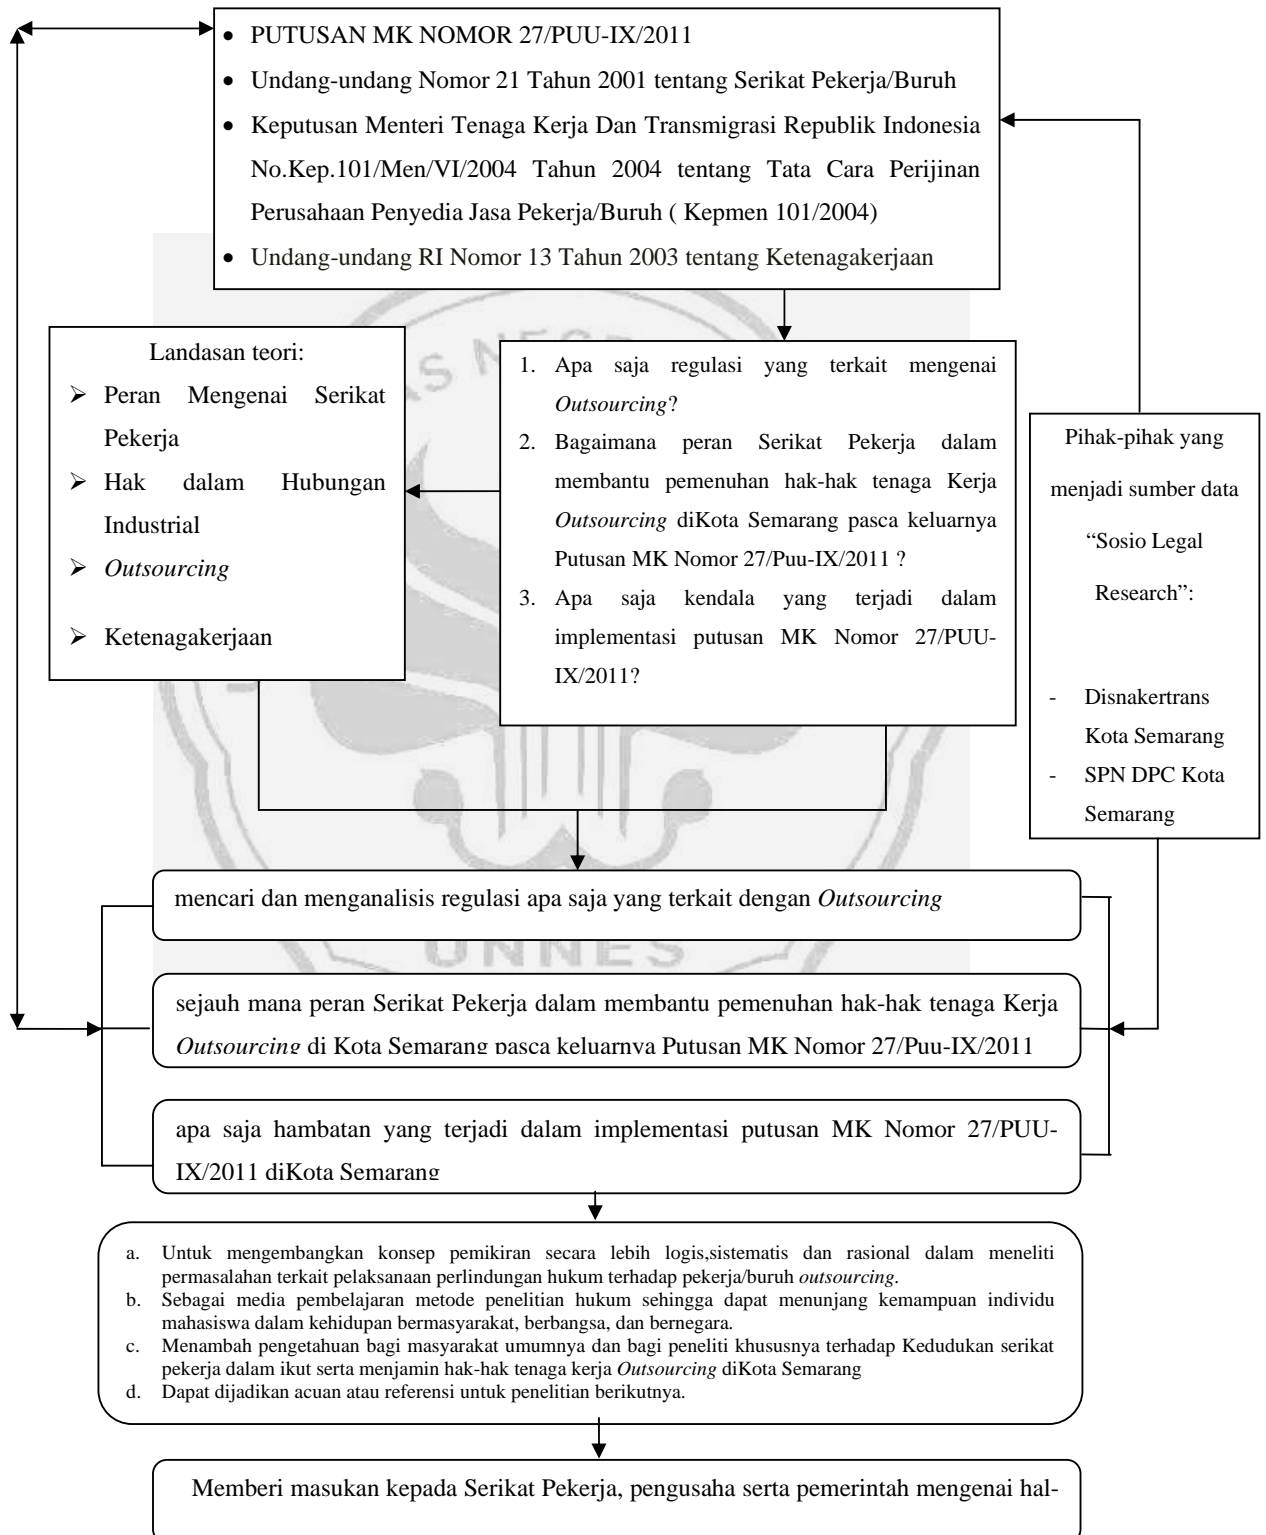 PUTUSAN MK NOMOR 27/PUU-IX/2011
Undang-undang Nomor 21 Tahun 2001 tentang Serikat Pekerja/Buruh
Keputusan Menteri Tenaga Kerja Dan Transmigrasi Republik Indonesia
No.Kep.101/Men/VI/2004 Tahun 2004 tentang Tata Cara Perijinan
Perusahaan Penyedia Jasa Pekerja/Buruh ( Kepmen 101/2004)
Undang-undang RI Nomor 13 Tahun 2003 tentang Ketenagakerjaan
Landasan teori:
Peran Mengenai Serikat
Pekerja
Hak dalam Hubungan
Industrial
Outsourcing
Ketenagakerjaan
1. Apa saja regulasi yang terkait mengenai
Outsourcing?
2. Bagaimana peran Serikat Pekerja dalam
membantu pemenuhan hak-hak tenaga Kerja
Outsourcing diKota Semarang pasca keluarnya
Putusan MK Nomor 27/Puu-IX/2011 ?
3. Apa saja kendala yang terjadi dalam
implementasi putusan MK Nomor 27/PUU-
IX/2011?
Pihak-pihak yang
menjadi sumber data
“Sosio Legal
Research”:
- Disnakertrans
Kota Semarang
- SPN DPC Kota
Semarang
mencari dan menganalisis regulasi apa saja yang terkait dengan Outsourcing
UNNES
sejauh mana peran Serikat Pekerja dalam membantu pemenuhan hak-hak tenaga Kerja
Outsourcing di Kota Semarang pasca keluarnya Putusan MK Nomor 27/Puu-IX/2011
apa saja hambatan yang terjadi dalam implementasi putusan MK Nomor 27/PUU-
IX/2011 diKota Semarang
a. Untuk mengembangkan konsep pemikiran secara lebih logis,sistematis dan rasional dalam meneliti
permasalahan terkait pelaksanaan perlindungan hukum terhadap pekerja/buruh outsourcing.
b. Sebagai media pembelajaran metode penelitian hukum sehingga dapat menunjang kemampuan individu
mahasiswa dalam kehidupan bermasyarakat, berbangsa, dan bernegara.
c. Menambah pengetahuan bagi masyarakat umumnya dan bagi peneliti khususnya terhadap Kedudukan serikat
pekerja dalam ikut serta menjamin hak-hak tenaga kerja Outsourcing diKota Semarang
d. Dapat dijadikan acuan atau referensi untuk penelitian berikutnya.
Memberi masukan kepada Serikat Pekerja, pengusaha serta pemerintah mengenai hal-